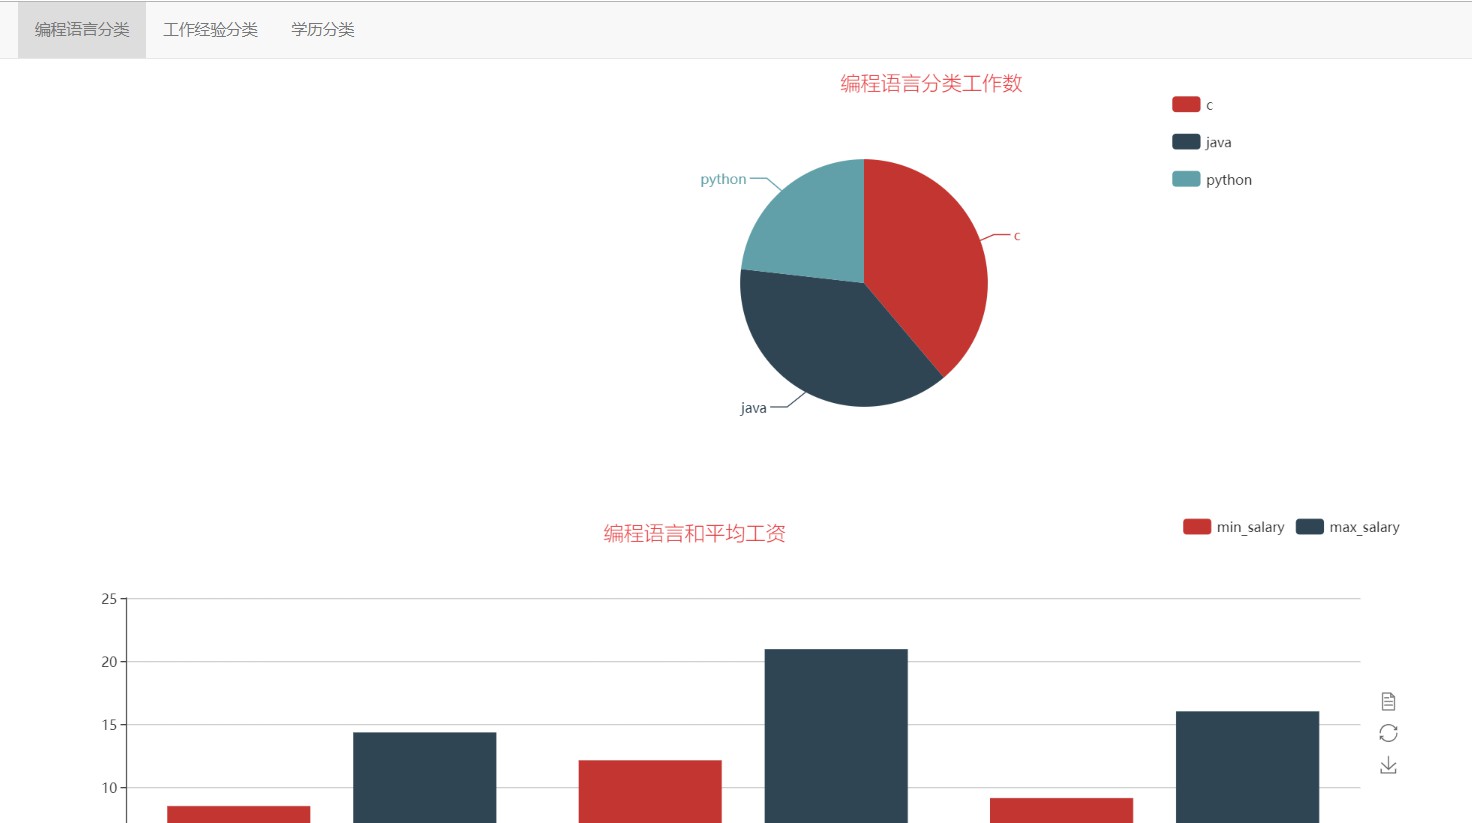 编程语言分类 工作经验分类 学历分类
编程语言分类工作数
c
java
python
python
c
java
编程语言和平均工资
min_salary max_salary
25
20
15
10